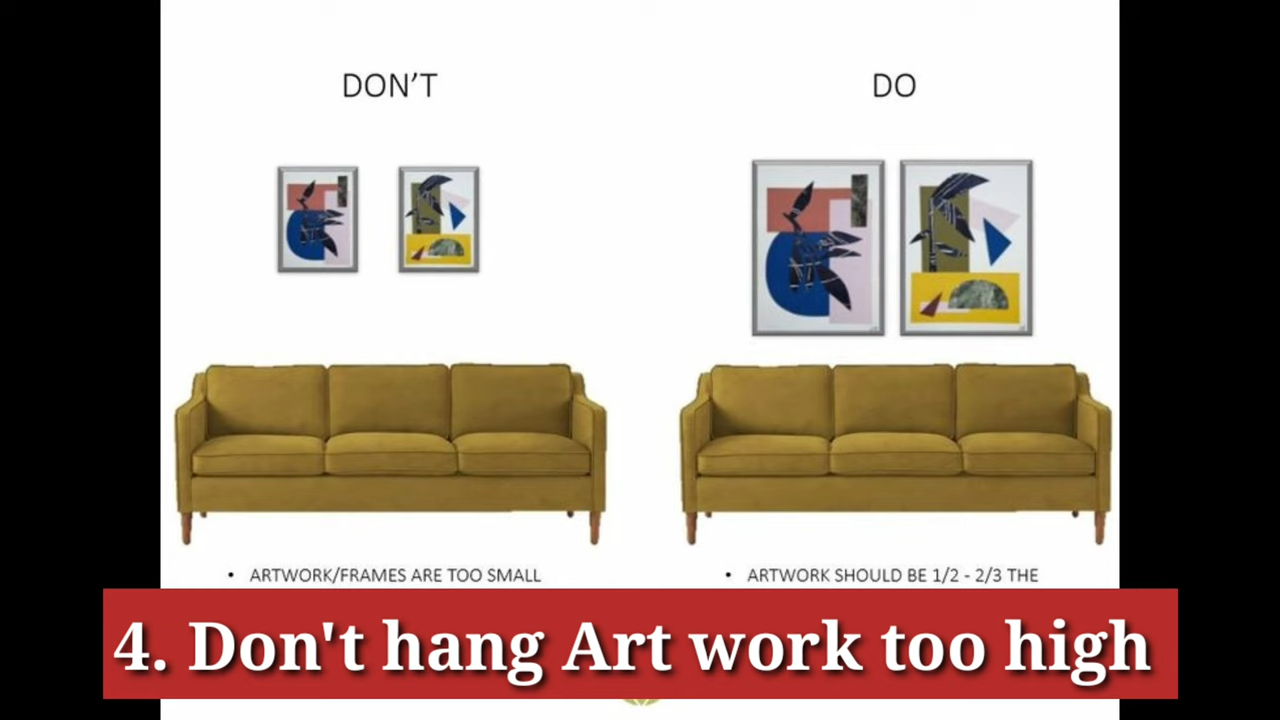 DON'T
DO
• ARTWORK/FRAMES ARE TOO SMALL
• ARTWORK SHOULD BE 1/2 - 2/3 THE
4. Don't hang Art work too high